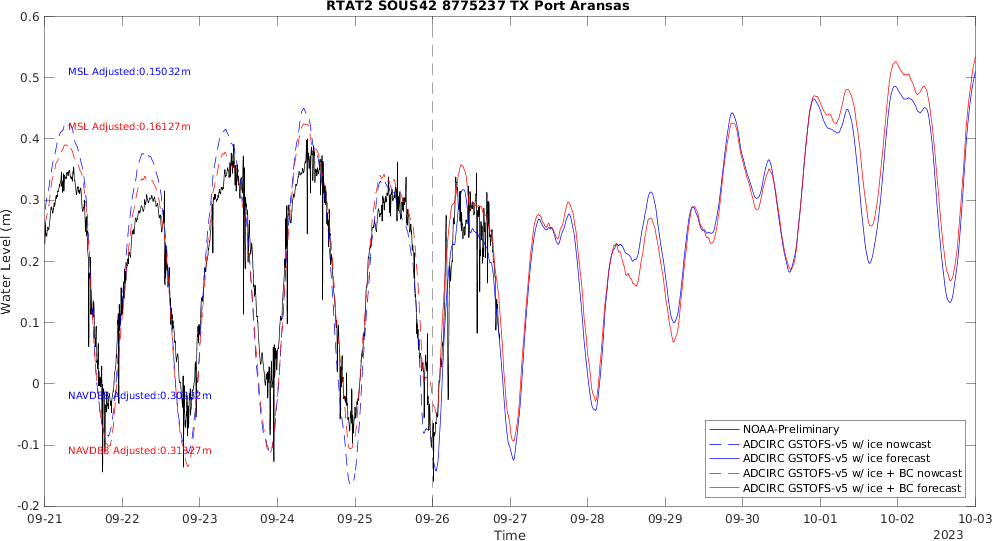 RTAT2 SOUS42 8775237 TX Port Aransas
Water Level (m)
0.6
0.5
0.4
0.3
0.2
0.1
0
-0.1
-0.2
MSL Adjusted:0.15032m
MSL Adjusted:0.16127m
NAVD88 Adjusted:
NAVD88 Adjusted:
NOAA-Preliminary
ADCIRC GSTOFS-v5 w/ ice nowcast
ADCIRC GSTOFS-v5 w/ ice forecast
ADCIRC GSTOFS-v5 w/ ice + BC nowcast
ADCIRC GSTOFS-v5 w/ ice + BC forecast
09-21 09-22 09-23 09-24 09-25 09-26 09-27 09-28 09-29 09-30 10-01 10-02 10-03
Time
2023